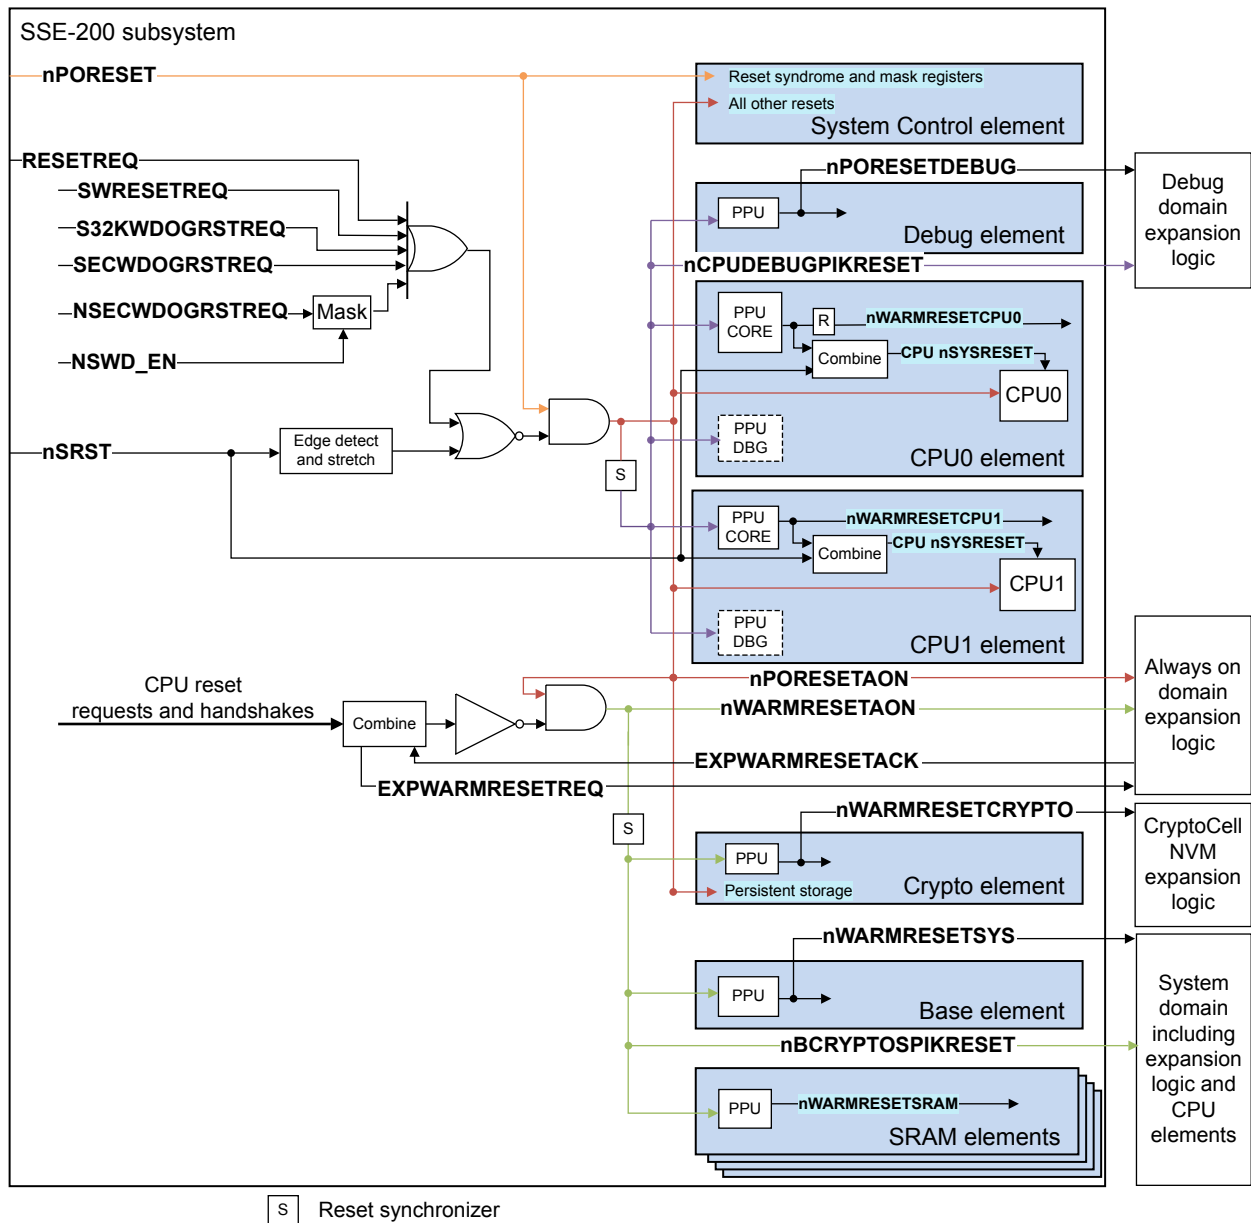 SSE-200 subsystem
nPORESET
Reset syndrome and mask registers
All other resets
System Control element
RESETREQ
SWRESETREQ
S32KWDOGRSTREQ
SECWDOGRSTREQ
NSECWDOGRSTREQ
Mask
NSWD_EN
nPORESETDEBUG
PPU
Debug element
Debug
domain
expansion
logic
nCPUDEBUGPIKRESET
PPU
CORE
R
nWARMRESETCPU0
Combine
CPU nSYSRESET
CPU0
PPU
DBG
CPU0 element
nSRST
Edge detect
and stretch
S
PPU
CORE
nWARMRESETCPU1
Combine
CPU nSYSRESET
CPU1
PPU
DBG
CPU1 element
CPU reset
requests and handshakes
Combine
nPORESETAON
nWARMRESETAON
EXPWARMRESETACK
EXPWARMRESETREQ
Always on
domain
expansion
logic
S
nWARMRESETCRYPTO
PPU
Persistent storage
Crypto element
CryptoCell
NVM
expansion
logic
nWARMRESETSYS
PPU
Base element
nBCRYPTOSPIKRESET
System
domain
including
expansion
logic and
CPU
elements
PPU
nWARMRESETSRAM
SRAM elements
S
Reset synchronizer